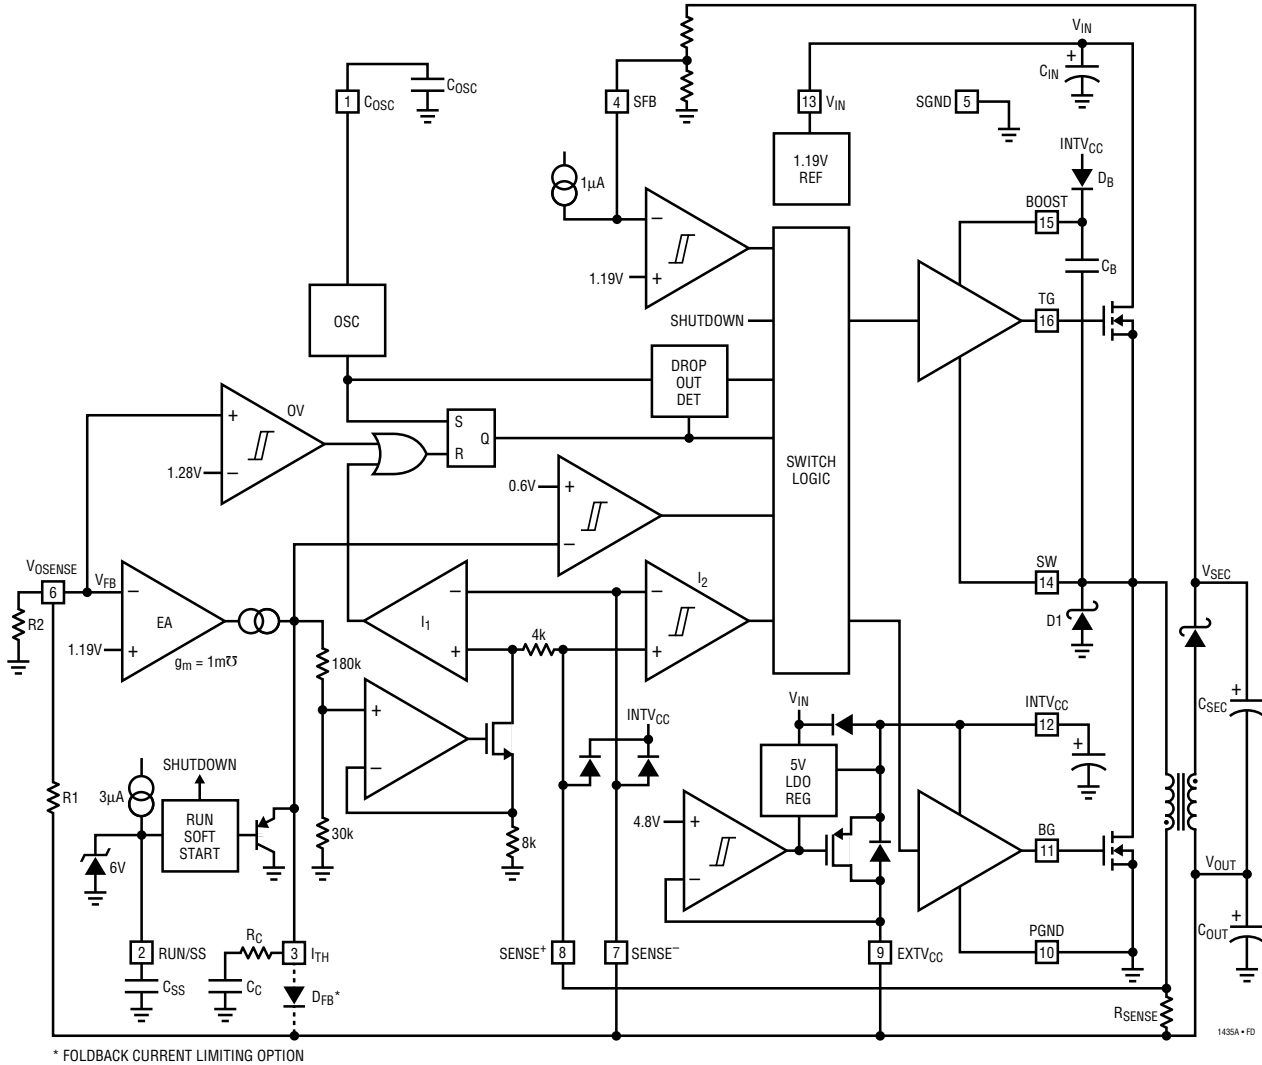 V_IN
C_IN
+
C_OSC
1 C_OSC
4 SFB
13 V_IN
SGND 5
1µA
1.19V
REF
INTV_CC
D_B
BOOST
15
C_B
−
1.19V +
OSC
SHUTDOWN
TG
16
DROP
OUT
DET
OV
+
1.28V −
S
Q
R
SWITCH
LOGIC
0.6V +
−
V_OSENSE
6
V_FB
−
EA
1.19V +
g_m = 1m℧
R2
I_1
−
+
4k
I_2
−
+
SW
14
D1
V_SEC
180k
+
−
INTV_CC
V_IN
INTV_CC
12
+
+
C_SEC
5V
LDO
REG
SHUTDOWN
3µA
R1
RUN
SOFT
START
6V
30k
8k
4.8V +
−
BG
11
V_OUT
2 RUN/SS
R_C
3 I_TH
SENSE+ 8
7 SENSE−
9 EXTV_CC
PGND
10
+
C_OUT
C_SS
C_C
D_FB*
R_SENSE
1435A • FD
* FOLDBACK CURRENT LIMITING OPTION